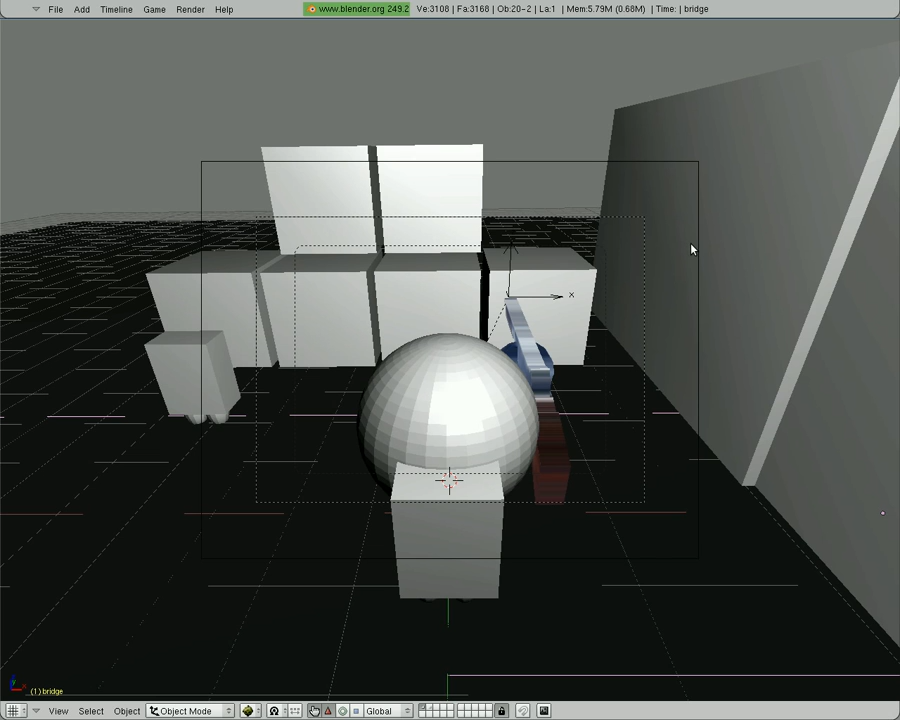 File Add Timeline Game Render Help www.blender.org 249.2 Ve:3108 | Fa:3168 | Ob:20-2 | La:1 | Mem:5.79M (0.68M) | Time: | bridge
x
(1) bridge
View Select Object Object Mode Global